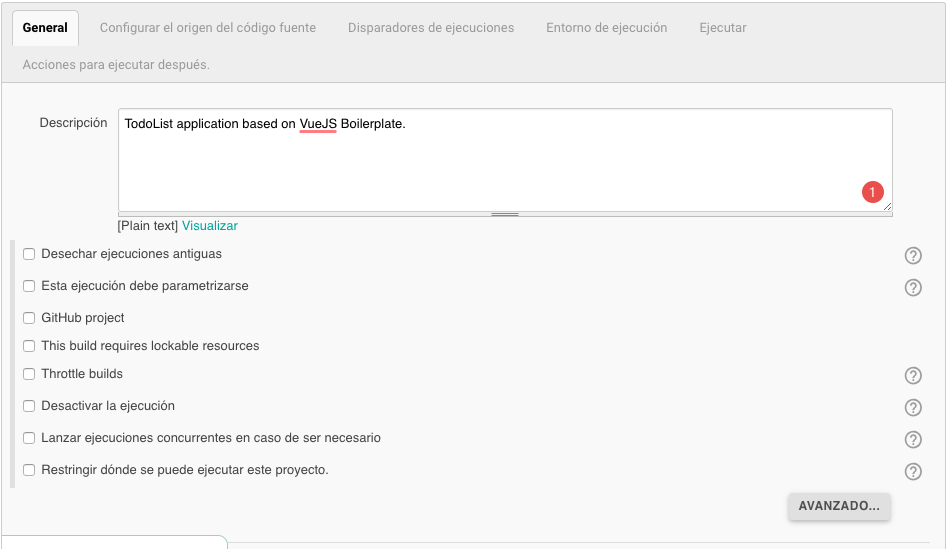 General Configurar el origen del código fuente Disparadores de ejecuciones Entorno de ejecución Ejecutar
Acciones para ejecutar después.
Descripción
TodoList application based on VueJS Boilerplate.
1
[Plain text] Visualizar
Desechar ejecuciones antiguas
Esta ejecución debe parametrizarse
GitHub project
This build requires lockable resources
Throttle builds
Desactivar la ejecución
Lanzar ejecuciones concurrentes en caso de ser necesario
Restringir dónde se puede ejecutar este proyecto.
AVANZADO...